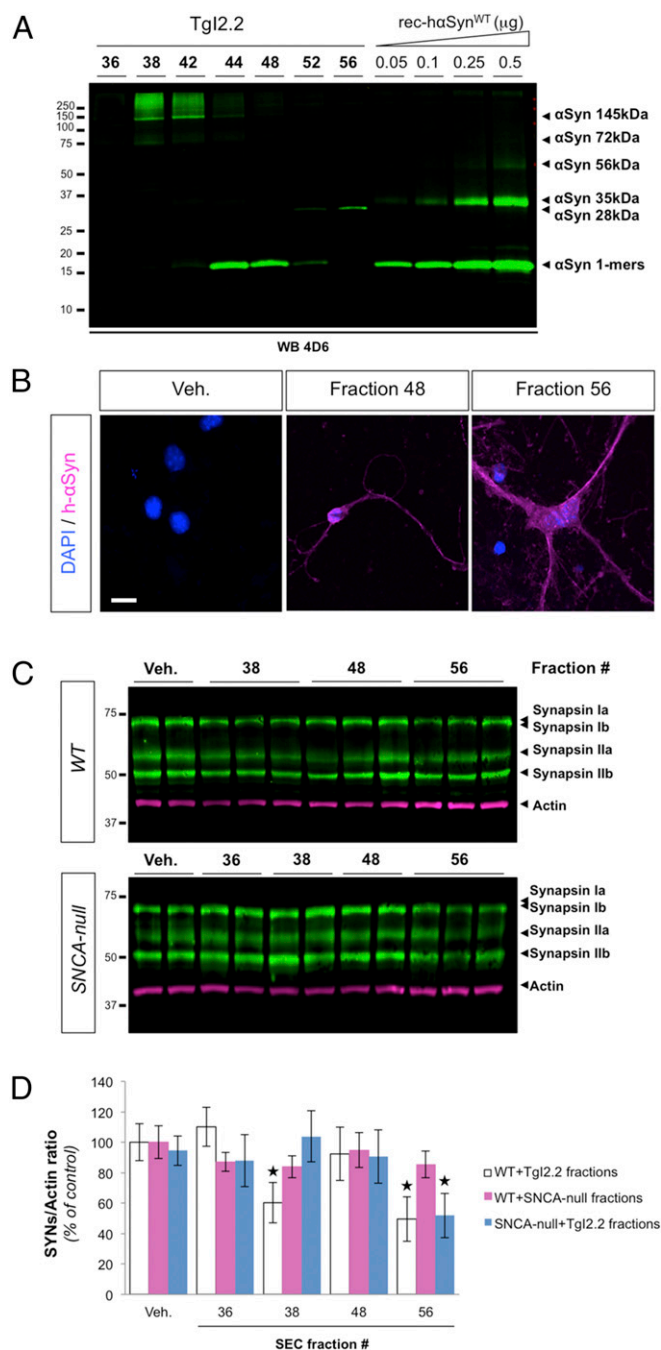 A
TgI2.2
rec-hαSynWT (μg)
36 38 42 44 48 52 56 0.05 0.1 0.25 0.5
250
150
100
75
50
37
25
20
15
10
αSyn 145kDa
αSyn 72kDa
αSyn 56kDa
αSyn 35kDa
αSyn 28kDa
αSyn 1-mers
WB 4D6
B
Veh. Fraction 48 Fraction 56
DAPI / h-αSyn
C
Veh. 38 48 56 Fraction #
WT
75
50
37
Synapsin Ia
Synapsin Ib
Synapsin IIa
Synapsin IIb
Actin
Veh. 36 38 48 56
SNCA-null
75
50
37
Synapsin Ia
Synapsin Ib
Synapsin IIa
Synapsin IIb
Actin
D
SYNs/Actin ratio
(% of control)
140
120
100
80
60
40
20
0
WT+TgI2.2 fractions
WT+SNCA-null fractions
SNCA-null+TgI2.2 fractions
Veh. 36 38 48 56
SEC fraction #